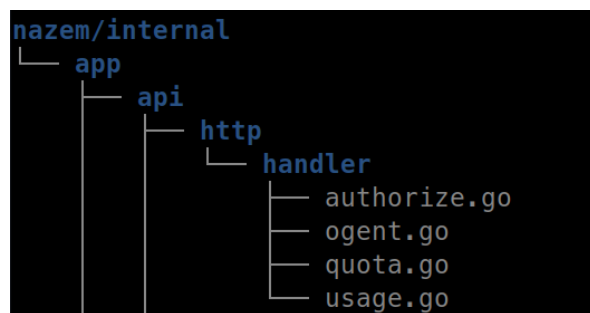 nazem/internal
app
api
http
handler
authorize.go
ogent.go
quota.go
usage.go